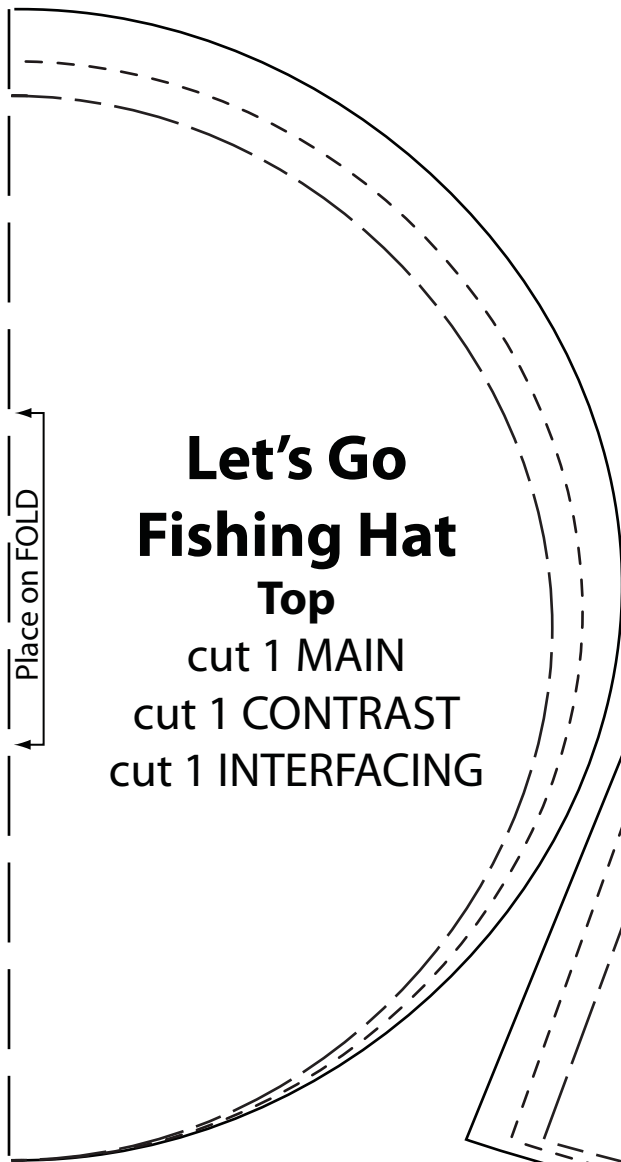 Let’s Go
Fishing Hat
Top
cut 1 MAIN
cut 1 CONTRAST
cut 1 INTERFACING
Place on FOLD